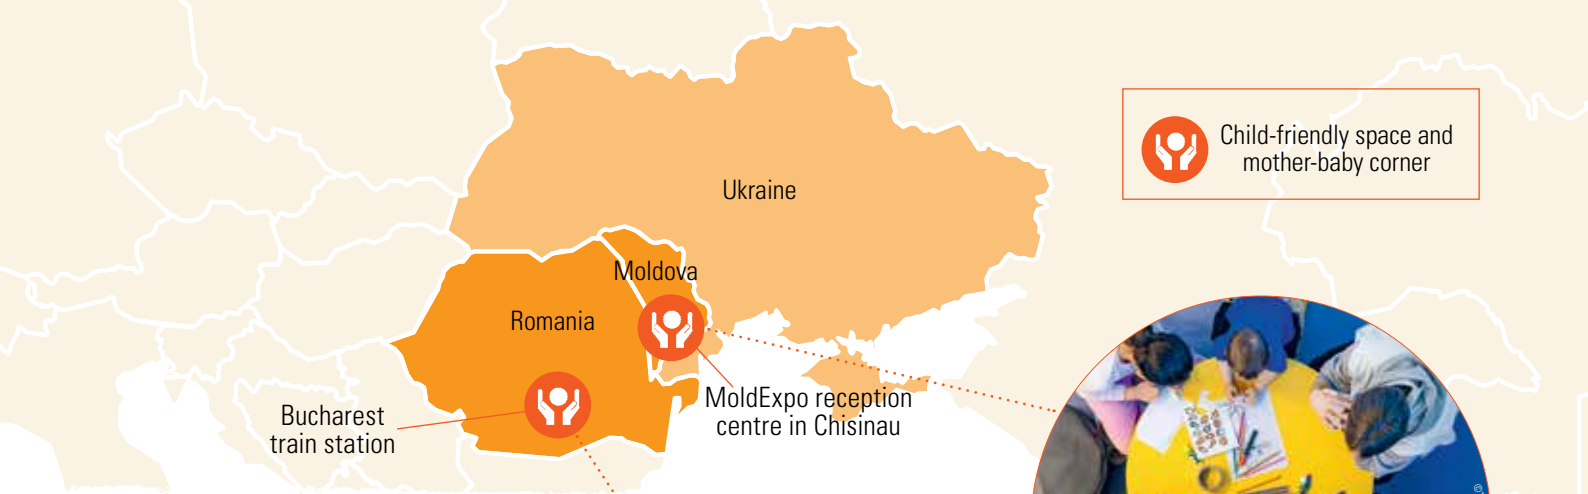 Child-friendly space and
mother-baby corner
Ukraine
Moldova
Romania
Bucharest
train station
MoldExpo reception
centre in Chisinau
©